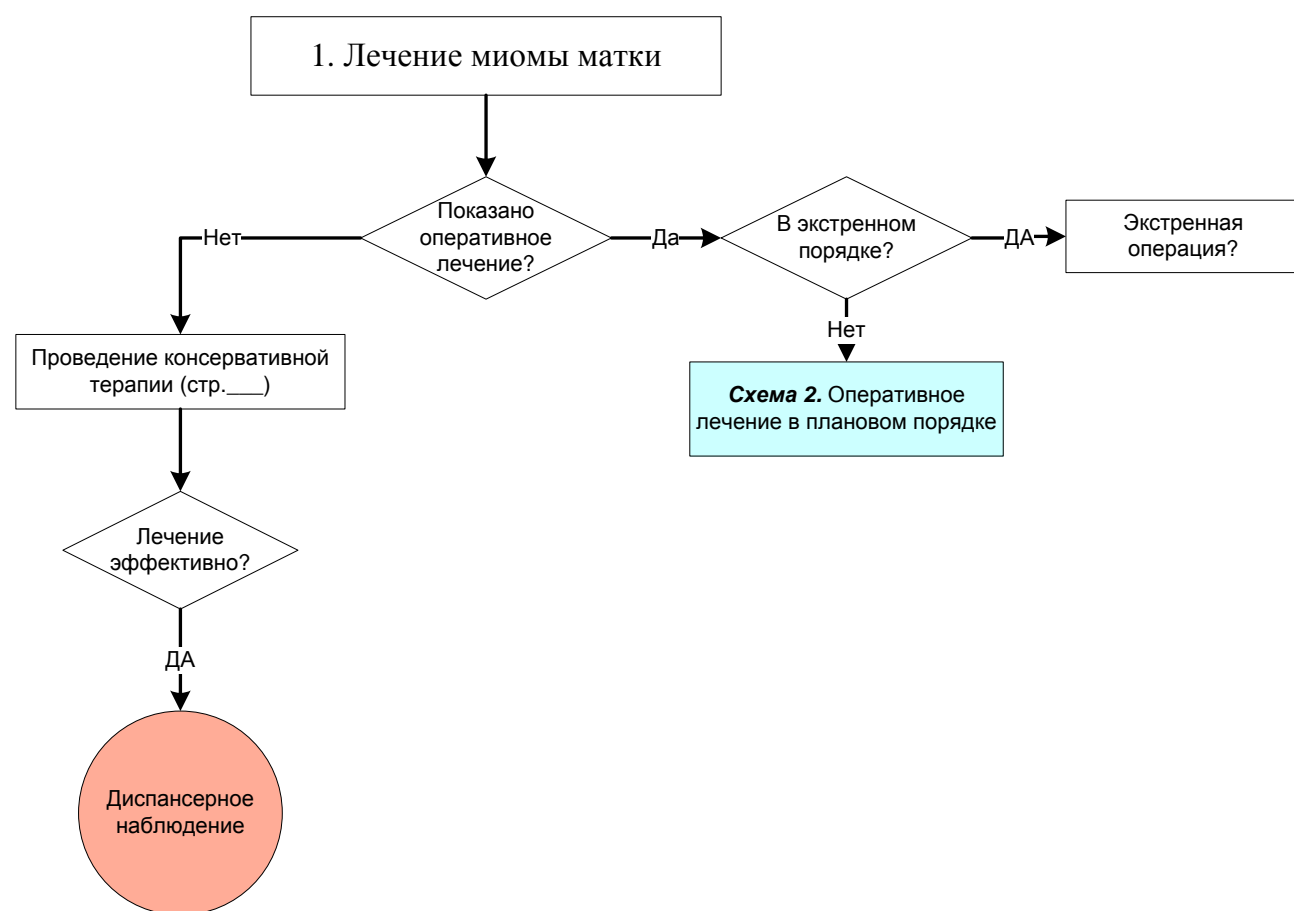 1. Лечение миомы матки
Показано
оперативное
лечение?
В экстренном
порядке?
Экстренная
операция?
Нет
Да
ДА
Нет
Проведение консервативной
терапии (стр.___)
Схема 2. Оперативное
лечение в плановом порядке
Лечение
эффективно?
ДА
Диспансерное
наблюдение